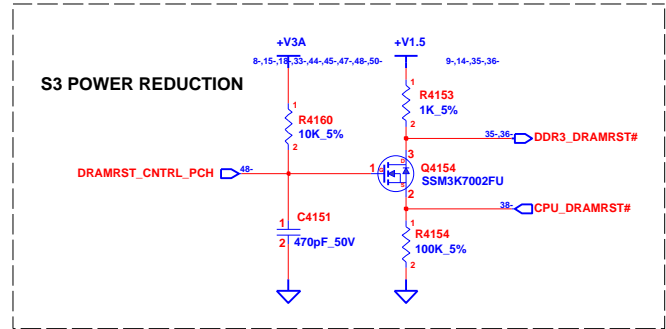 +V3A
+V1.5
8-,15-,18-,33-,44-,45-,47-,48-,50-
9-,14-,35-,36-
S3 POWER REDUCTION
1
R4160
10K_5%
2
1
R4153
1K_5%
2
35-,36-
DDR3_DRAMRST#
DRAMRST_CNTRL_PCH
48-
1
3
Q4154
SSM3K7002FU
G
D
S
2
38-
CPU_DRAMRST#
1
C4151
2
470pF_50V
1
R4154
100K_5%
2